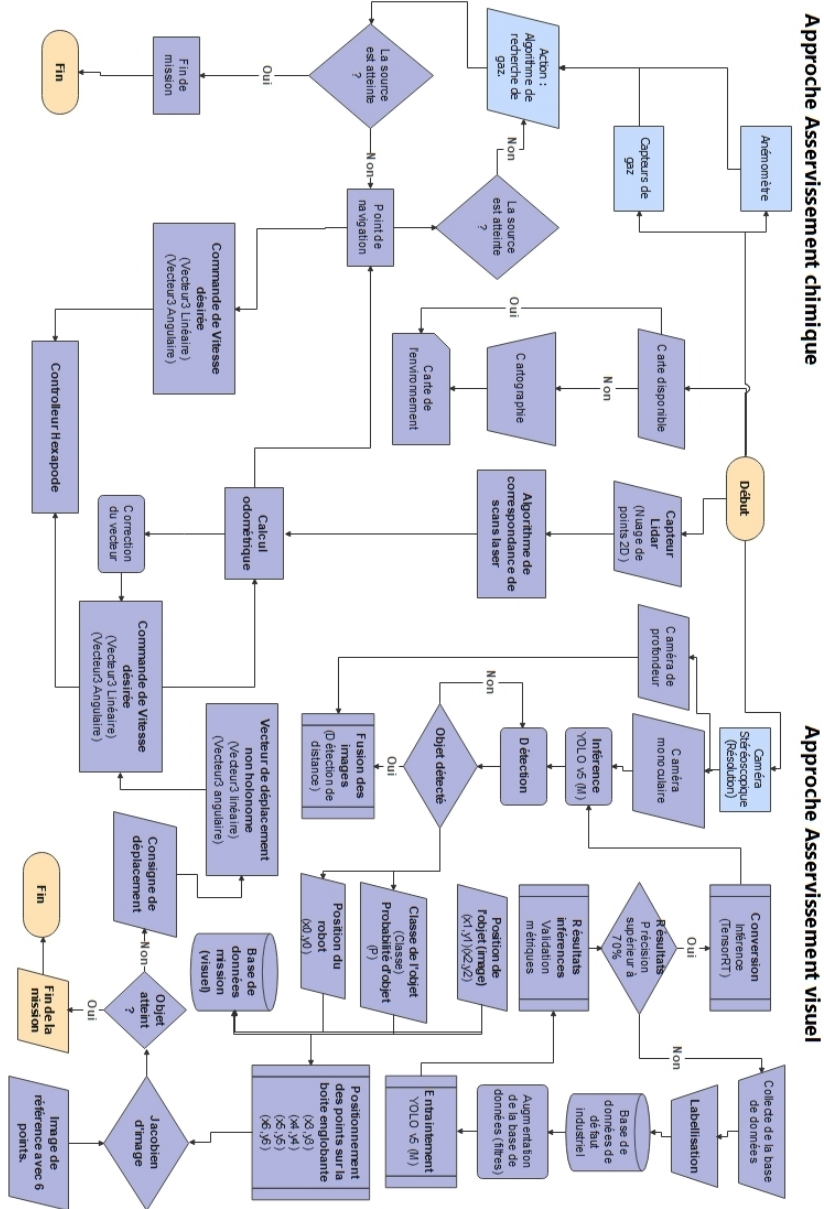 Approche Asservissement chimique
Approche Asservissement visuel
Anémomètre
Capteurs de
gaz
Action :
Algorithme de
recherche de
gaz.
La source
est atteinte
?
Oui
Fin de
mission
Fin
Non
Point de
navigation
La source
est atteinte
?
Non
Commande de Vitesse
désirée
(Vecteur3 Linéaire)
(Vecteur3 Angulaire)
Controlleur Hexapode
Début
Carte disponible
Oui
Non
Cartographie
Carte de
l'environnement
Capteur
Lidar
(Nuage de
points 2D)
Algorithme de
correspondance de
scans laser
Calcul
odométrique
Correction
du vecteur
Commande de Vitesse
désirée
(Vecteur3 Linéaire)
(Vecteur3 Angulaire)
Caméra
Stéréoscopique
(Résolution)
Caméra de
profondeur
Caméra
monoculaire
Inférence
YOLO v5 (M)
Détection
Non
Objet détecté
Oui
Fusion des
images
(Détection de
distance)
Vecteur de déplacement
non holonome
(Vecteur3 linéaire)
(Vecteur3 angulaire)
Consigne de
déplacement
Non
Objet
atteint
?
Oui
Fin de la
mission
Fin
Conversion
Inférence
(TensorRT)
Oui
Résultats
Précision
supérieur à
70%
Non
Résultats
inférences
Validation
métriques
Position de
l'objet (image)
(x1,y1)(x2,y2)
Classe de l'objet
(Classe)
Probabilité d'objet
(P)
Position du
robot
(x0,y0)
Base de
données
mission
(visuel)
Collecte de la base
de données
Labellisation
Base de
données de
défaut
industriel
Augmentation
de la base de
données (filtres)
Entrainement
YOLO v5 (M)
Positionnement
des points sur la
boite englobante
(x3,y3)
(x4,y4)
(x5,y5)
(x6,y6)
Jacobien
d'image
Image de
référence avec 6
points.